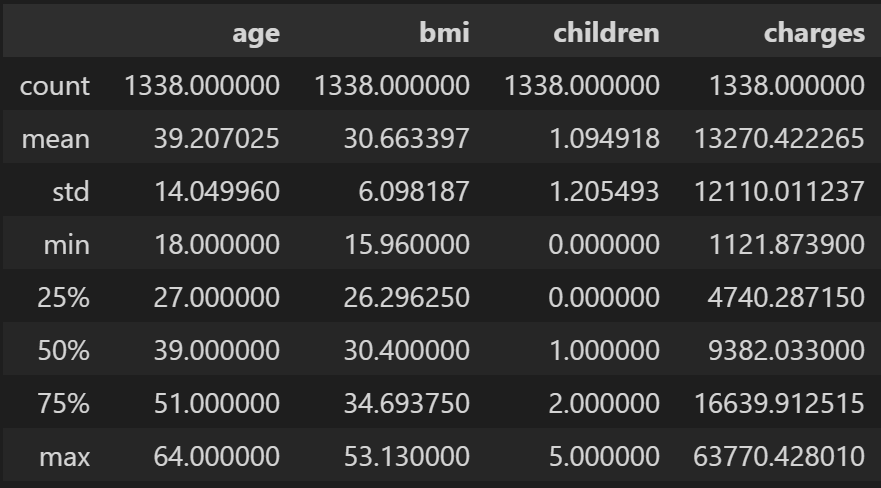 age bmi children charges
count 1338.000000 1338.000000 1338.000000 1338.000000
mean 39.207025 30.663397 1.094918 13270.422265
std 14.049960 6.098187 1.205493 12110.011237
min 18.000000 15.960000 0.000000 1121.873900
25% 27.000000 26.296250 0.000000 4740.287150
50% 39.000000 30.400000 1.000000 9382.033000
75% 51.000000 34.693750 2.000000 16639.912515
max 64.000000 53.130000 5.000000 63770.428010